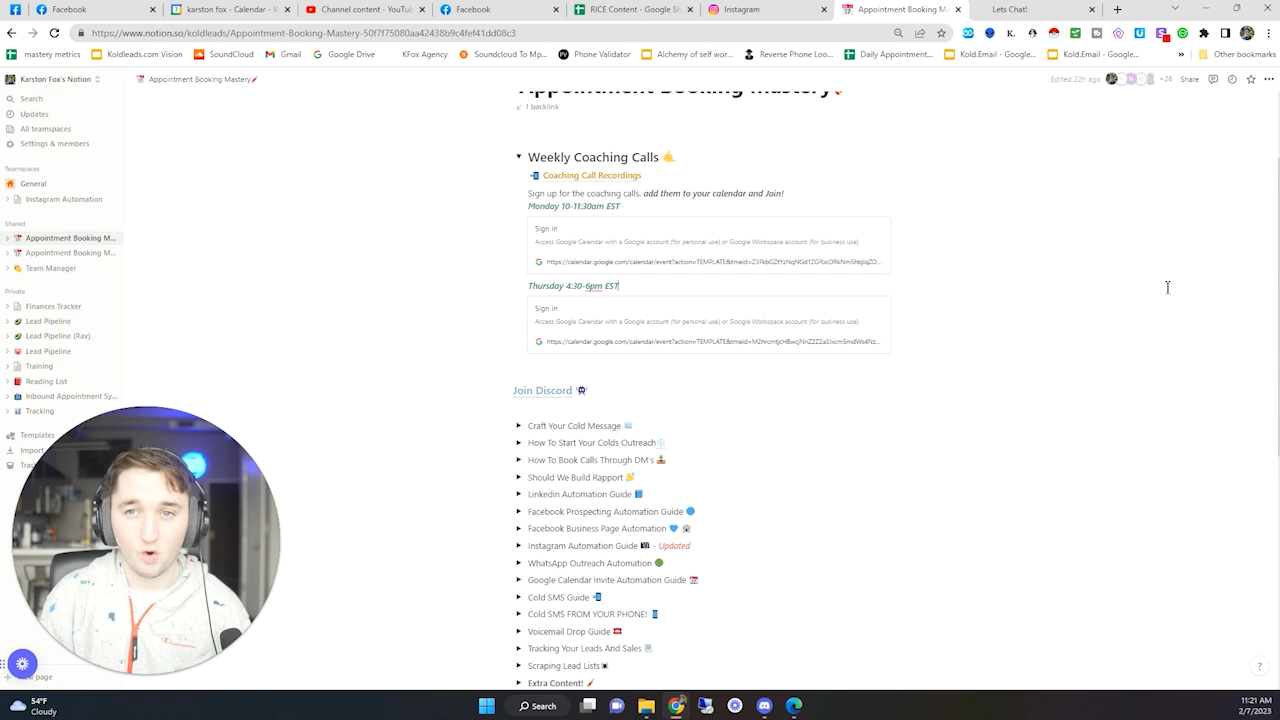 Facebook
karston fox - Calendar - W
Channel content - YouTub
Facebook
RICE Content - Google Sh
Instagram
Appointment Booking M
Lets Chat!
https://www.notion.so/koldleads/Appointment-Booking-Mastery-50f7f75080aa42438b9c4fef41dd08c3
mastery metrics
Koldleads.com Vision
SoundCloud
Gmail
Google Drive
KFox Agency
Soundcloud To Mp...
Phone Validator
Alchemy of self wor...
Reverse Phone Loo...
Daily Appointment...
Kold.Email - Google...
Kold.Email - Google...
Other bookmarks
Karston Fox's Notion
Appointment Booking Mastery
Edited 22h ago
+26
Share
Search
Updates
All teamspaces
Settings & members
Teamspaces
General
Instagram Automation
Shared
Appointment Booking M...
Appointment Booking M...
Team Manager
Private
Finances Tracker
Lead Pipeline
Lead Pipeline (Rav)
Lead Pipeline
Training
Reading List
Inbound Appointment Sy...
Tracking
Templates
Import
Appointment Booking Mastery
1 backlink
Weekly Coaching Calls
Coaching Call Recordings
Sign up for the coaching calls. add them to your calendar and Join!
Monday 10-11:30am EST
Sign in
Access Google Calendar with a Google account (for personal use) or Google Workspace account (for business use).
Thursday 4:30-6pm EST
Sign in
Access Google Calendar with a Google account (for personal use) or Google Workspace account (for business use).
Join Discord
Craft Your Cold Message
How To Start Your Colds Outreach
How To Book Calls Through DM's
Should We Build Rapport
Linkedin Automation Guide
Facebook Prospecting Automation Guide
Facebook Business Page Automation
Instagram Automation Guide - Updated
WhatsApp Outreach Automation
Google Calendar Invite Automation Guide
Cold SMS Guide
Cold SMS FROM YOUR PHONE!
Voicemail Drop Guide
Tracking Your Leads And Sales
Scraping Lead Lists
Extra Content!
Champion
54°F
Cloudy
Search
11:21 AM
2/7/2023